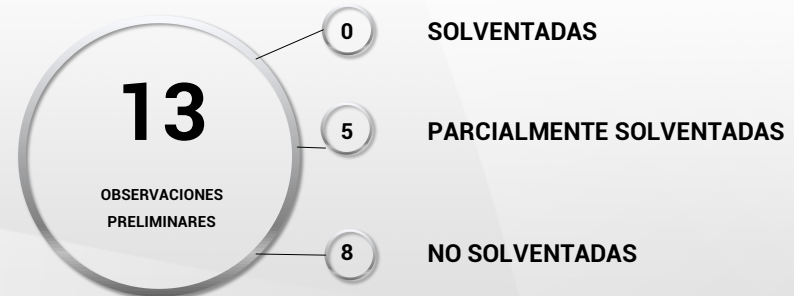 13
OBSERVACIONES
PRELIMINARES
0 SOLVENTADAS
5 PARCIALMENTE SOLVENTADAS
8 NO SOLVENTADAS